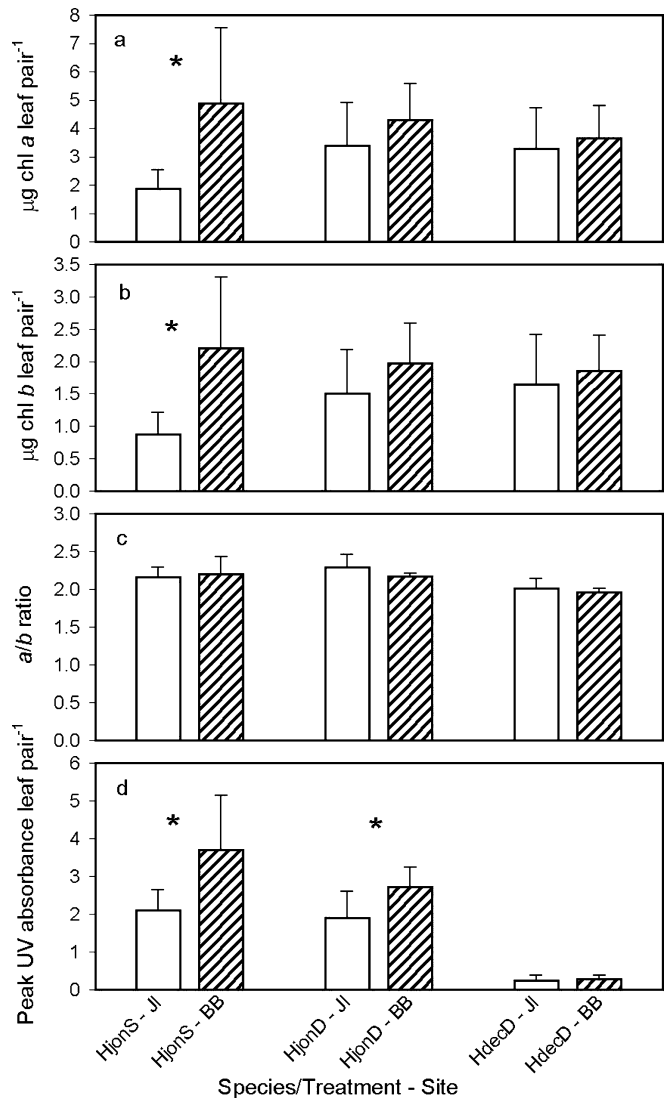 a
µg chl a leaf pair⁻¹
8
7
6
5
4
3
2
1
0
*
b
µg chl b leaf pair⁻¹
3.5
3.0
2.5
2.0
1.5
1.0
0.5
0.0
*
c
a/b ratio
3.0
2.5
2.0
1.5
1.0
0.5
0.0
d
Peak UV absorbance leaf pair⁻¹
6
5
4
3
2
1
0
*
*
HjonS - JI
HjonS - BB
HjonD - JI
HjonD - BB
HdecD - JI
HdecD - BB
Species/Treatment - Site